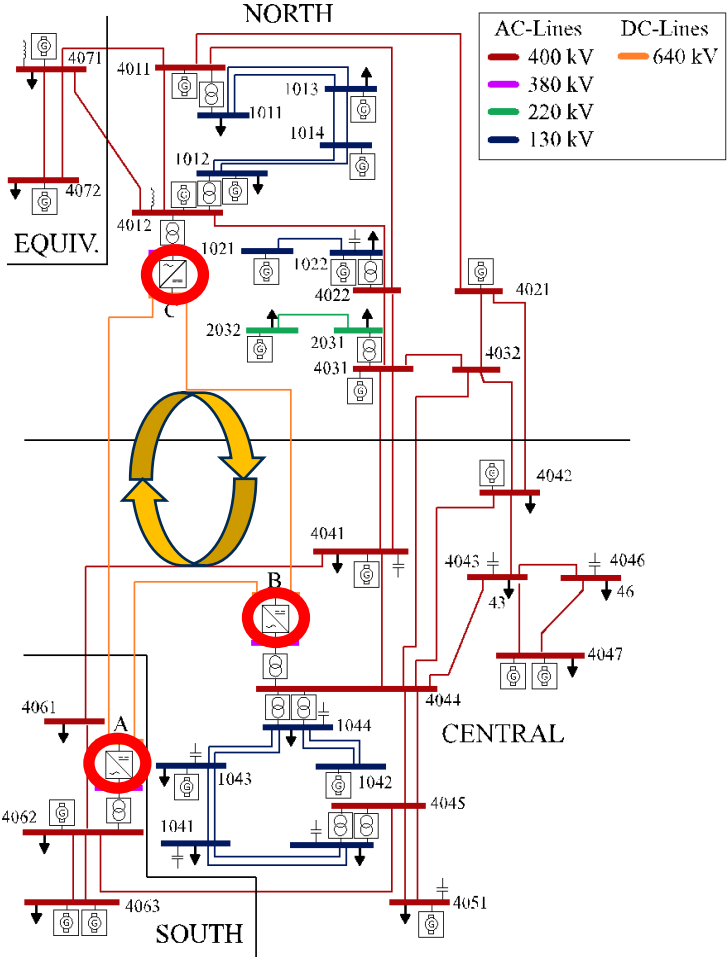 NORTH
AC-Lines
DC-Lines
400 kV
640 kV
380 kV
220 kV
130 kV
G
4071
4011
G
1013
G
1011
1014
G
4072
G
1012
G
G
4012
EQUIV.
1021
G
1022
G
4022
G
4021
C
2032
G
2031
4031
G
4032
G
4042
4041
G
4043
43
4046
46
B
4047
G
G
4044
4061
A
CENTRAL
1044
1043
G
1042
G
4062
G
4045
1041
4063
G
G
4051
G
SOUTH